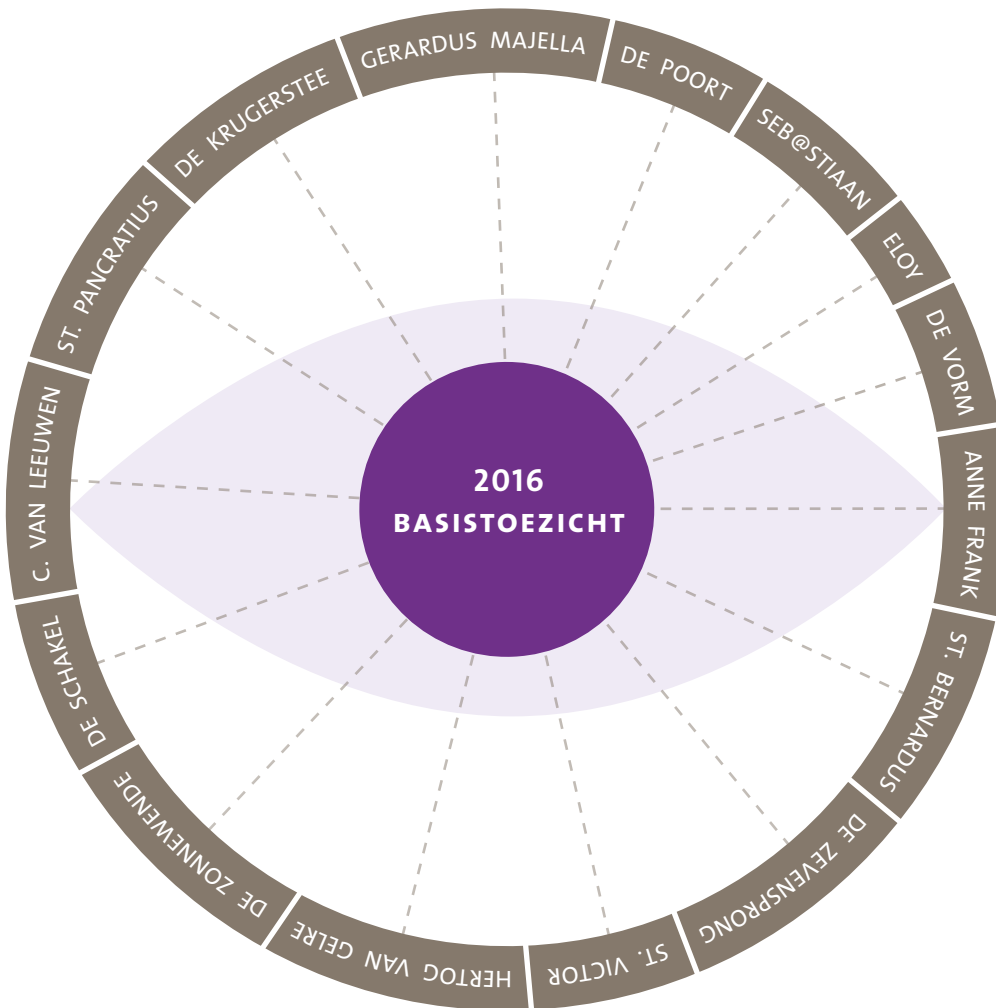 GERARDUS MAJELLA
DE POORT
SEB@STIAAN
ELOY
DE VORM
ANNE FRANK
ST. BERNARDUS
DE ZEVENSPRONG
ST. VICTOR
HERTOG VAN GELRE
DE ZONNEWENDE
DE SCHAKEL
C. VAN LEEUWEN
ST. PANCRATIUS
DE KRUGERSTEE
2016
BASISTOEZICHT